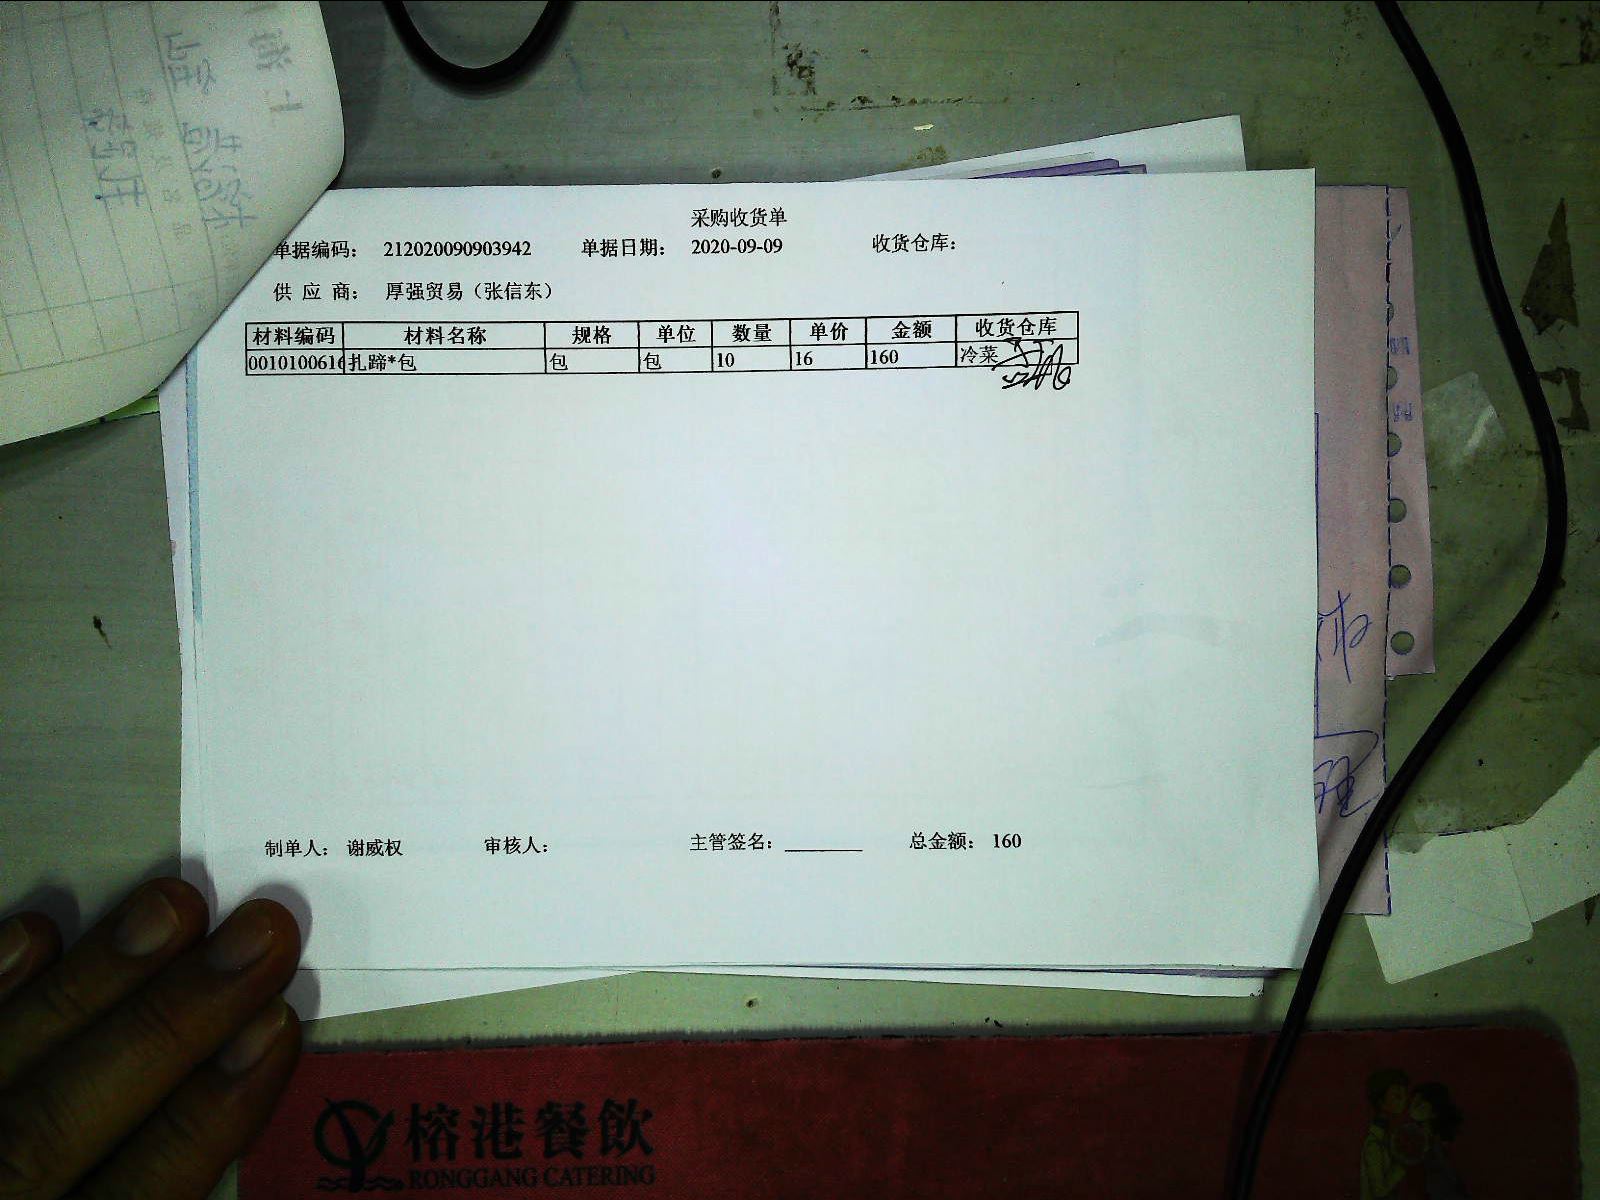 采购收货单
单据编码： 212020090903942 单据日期： 2020-09-09 收货仓库：
供 应 商： 厚强贸易（张信东）
材料编码 材料名称 规格 单位 数量 单价 金额 收货仓库
0010100616 扎蹄*包 包 包 10 16 160 冷菜
制单人： 谢威权 审核人： 主管签名： 总金额： 160
榕港餐飲
RONGGANG CATERING